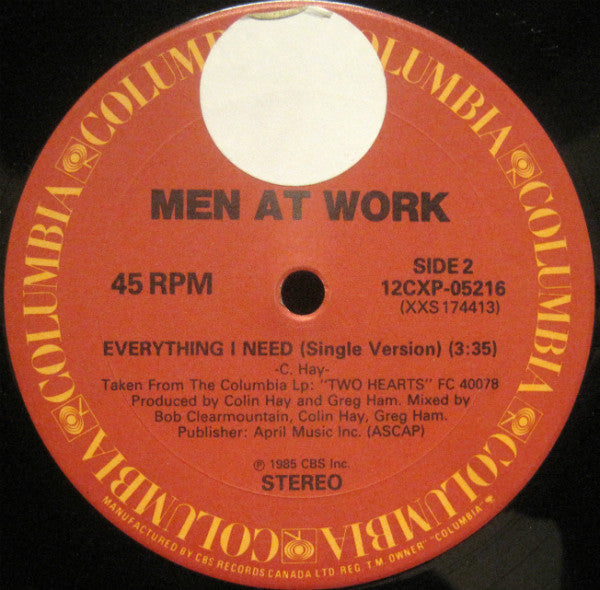 COLUMBIA COLUMBIA COLUMBIA COLUMBIA COLUMBIA COLUMBIA
MEN AT WORK
45 RPM
SIDE 2
12CXP-05216
(XXS 174413)
EVERYTHING I NEED (Single Version) (3:35)
-C. Hay-
Taken From The Columbia Lp: "TWO HEARTS" FC 40078
Produced by Colin Hay and Greg Ham. Mixed by
Bob Clearmountain, Colin Hay, Greg Ham.
Publisher: April Music Inc. (ASCAP)
℗ 1985 CBS Inc.
STEREO
MANUFACTURED BY CBS RECORDS CANADA LTD REG. T.M. OWNER" "COLUMBIA"